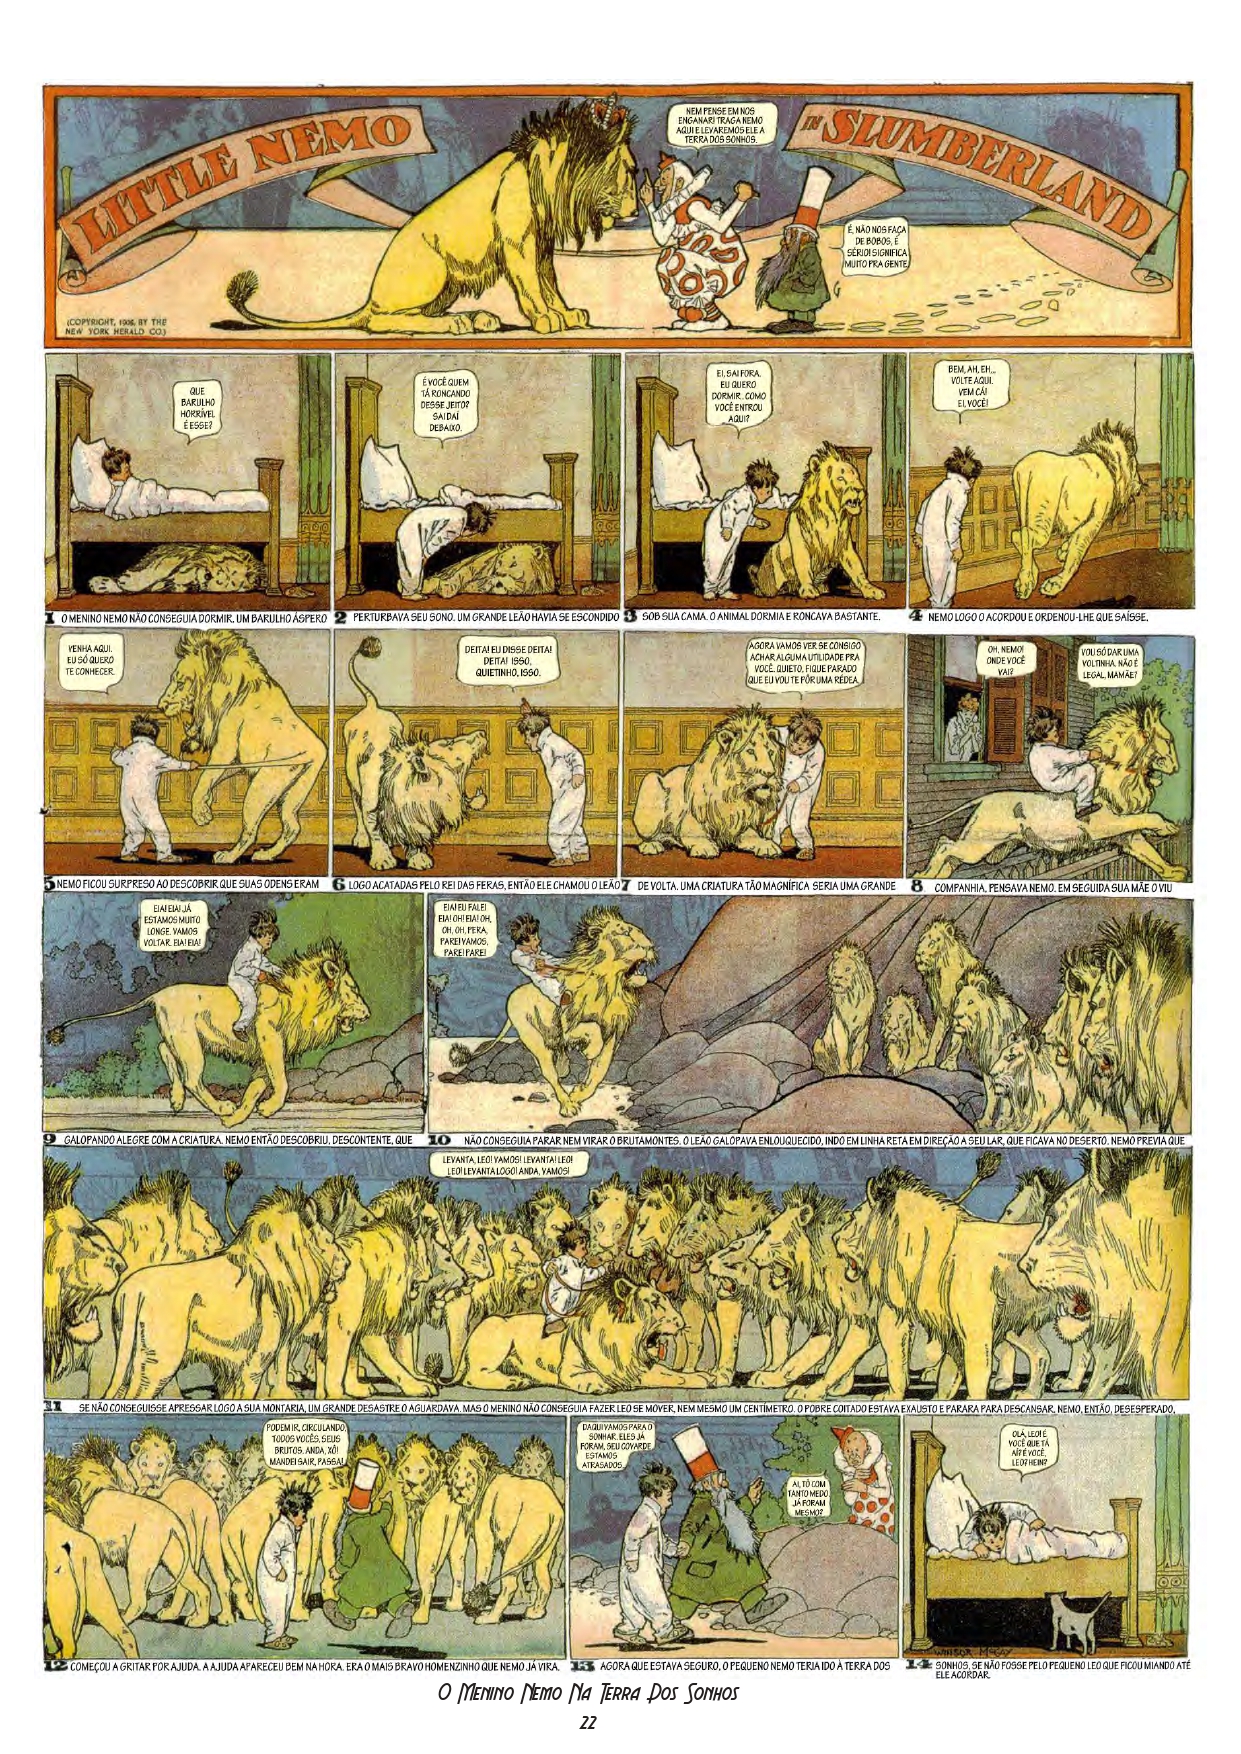 LITTLE NEMO
IN SLUMBERLAND
NEM PENSE EM NOS
ENGANAR! TRAGA NEMO
AQUI E LEVAREMOS ELE A
TERRA DOS SONHOS.
É, NÃO NOS FAÇA
DE BOBOS, É
SÉRIO! SIGNIFICA
MUITO PRA GENTE
(COPYRIGHT, 1906, BY THE
NEW YORK HERALD CO.)
QUE
BARULHO
HORRÍVEL
É ESSE?
É VOCÊ QUEM
TÁ RONCANDO
DESSE JEITO?
SAI DAÍ
DEBAIXO.
EI, SAI FORA.
EU QUERO
DORMIR. COMO
VOCÊ ENTROU
AQUI?
BEM, AH, EH...
VOLTE AQUI.
VEM CÁ!
EI, VOCÊ!
1 O MENINO NEMO NÃO CONSEGUIA DORMIR. UM BARULHO ÁSPERO
2 PERTURBAVA SEU SONO. UM GRANDE LEÃO HAVIA SE ESCONDIDO
3 SOB SUA CAMA. O ANIMAL DORMIA E RONCAVA BASTANTE.
4 NEMO LOGO O ACORDOU E ORDENOU-LHE QUE SAÍSSE.
VENHA AQUI.
EU SÓ QUERO
TE CONHECER.
DEITA! EU DISSE DEITA!
DEITA! ISSO,
QUIETINHO, ISSO.
AGORA VAMOS VER SE CONSIGO
ACHAR ALGUMA UTILIDADE PRA
VOCÊ. QUIETO, FIQUE PARADO
QUE EU VOU TE PÔR UMA RÉDEA.
OH, NEMO!
ONDE VOCÊ
VAI?
VOU SÓ DAR UMA
VOLTINHA. NÃO É
LEGAL, MAMÃE?
5 NEMO FICOU SURPRESO AO DESCOBRIR QUE SUAS ODENS ERAM
6 LOGO ACATADAS PELO REI DAS FERAS, ENTÃO ELE CHAMOU O LEÃO
7 DE VOLTA. UMA CRIATURA TÃO MAGNÍFICA SERIA UMA GRANDE
8 COMPANHIA, PENSAVA NEMO. EM SEGUIDA SUA MÃE O VIU
EIA! EIA! JÁ
ESTAMOS MUITO
LONGE. VAMOS
VOLTAR. EIA! EIA!
EIA! EU FALEI
EIA! OH! EIA! OH,
OH, OH, PERA,
PARE! VAMOS,
PARE! PARE!
9 GALOPANDO ALEGRE COM A CRIATURA. NEMO ENTÃO DESCOBRIU, DESCONTENTE, QUE
10 NÃO CONSEGUIA PARAR NEM VIRAR O BRUTAMONTES. O LEÃO GALOPAVA ENLOUQUECIDO, INDO EM LINHA RETA EM DIREÇÃO A SEU LAR, QUE FICAVA NO DESERTO. NEMO PREVIA QUE
LEVANTA, LEO! VAMOS! LEVANTA! LEO!
LEO! LEVANTA LOGO! ANDA, VAMOS!
11 SE NÃO CONSEGUISSE APRESSAR LOGO A SUA MONTARIA, UM GRANDE DESASTRE O AGUARDAVA. MAS O MENINO NÃO CONSEGUIA FAZER LEO SE MOVER, NEM MESMO UM CENTÍMETRO. O POBRE COITADO ESTAVA EXAUSTO E PARARA PARA DESCANSAR. NEMO, ENTÃO, DESESPERADO,
PODEM IR, CIRCULANDO,
TODOS VOCÊS, SEUS
BRUTOS. ANDA, XÔ!
MANDEI SAIR, PASSA!
DAQUI VAMOS PARA O
SONHAR. ELES JÁ
FORAM, SEU COVARDE.
ESTAMOS
ATRASADOS.
AI, TÔ COM
TANTO MEDO.
JÁ FORAM
MESMO?
OLÁ, LEO! É
VOCÊ QUE TÁ
AÍ? É VOCÊ,
LEO? HEIN?
WINSOR McCAY
12 COMEÇOU A GRITAR POR AJUDA. A AJUDA APARECEU BEM NA HORA. ERA O MAIS BRAVO HOMENZINHO QUE NEMO JÁ VIRA.
13 AGORA QUE ESTAVA SEGURO, O PEQUENO NEMO TERIA IDO À TERRA DOS
14 SONHOS, SE NÃO FOSSE PELO PEQUENO LEO QUE FICOU MIANDO ATÉ
ELE ACORDAR.
O MENINO NEMO NA TERRA DOS SONHOS
22